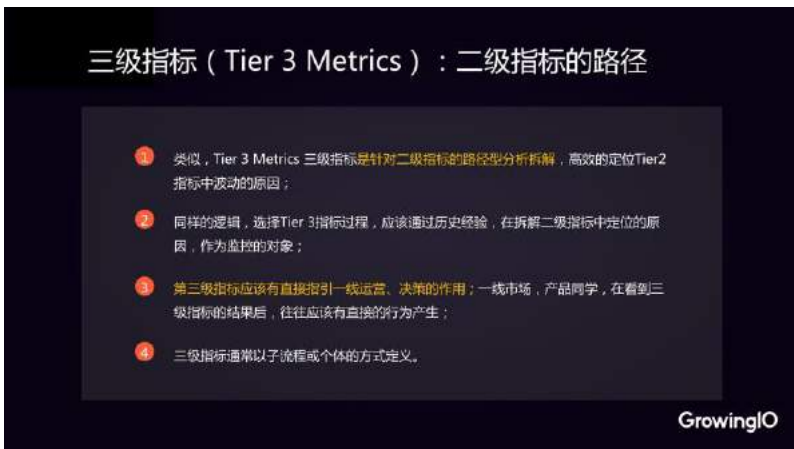 三级指标（Tier 3 Metrics）：二级指标的路径
1 类似，Tier 3 Metrics 三级指标是针对二级指标的路径型分析拆解，高效的定位Tier2
指标中波动的原因；
2 同样的逻辑，选择Tier 3指标过程，应该通过历史经验，在拆解二级指标中定位的原
因，作为监控的对象；
3 第三级指标应该有直接指引一线运营、决策的作用；一线市场，产品同学，在看到三
级指标的结果后，往往应该有直接的行为产生；
4 三级指标通常以子流程或个体的方式定义。
GrowingIO